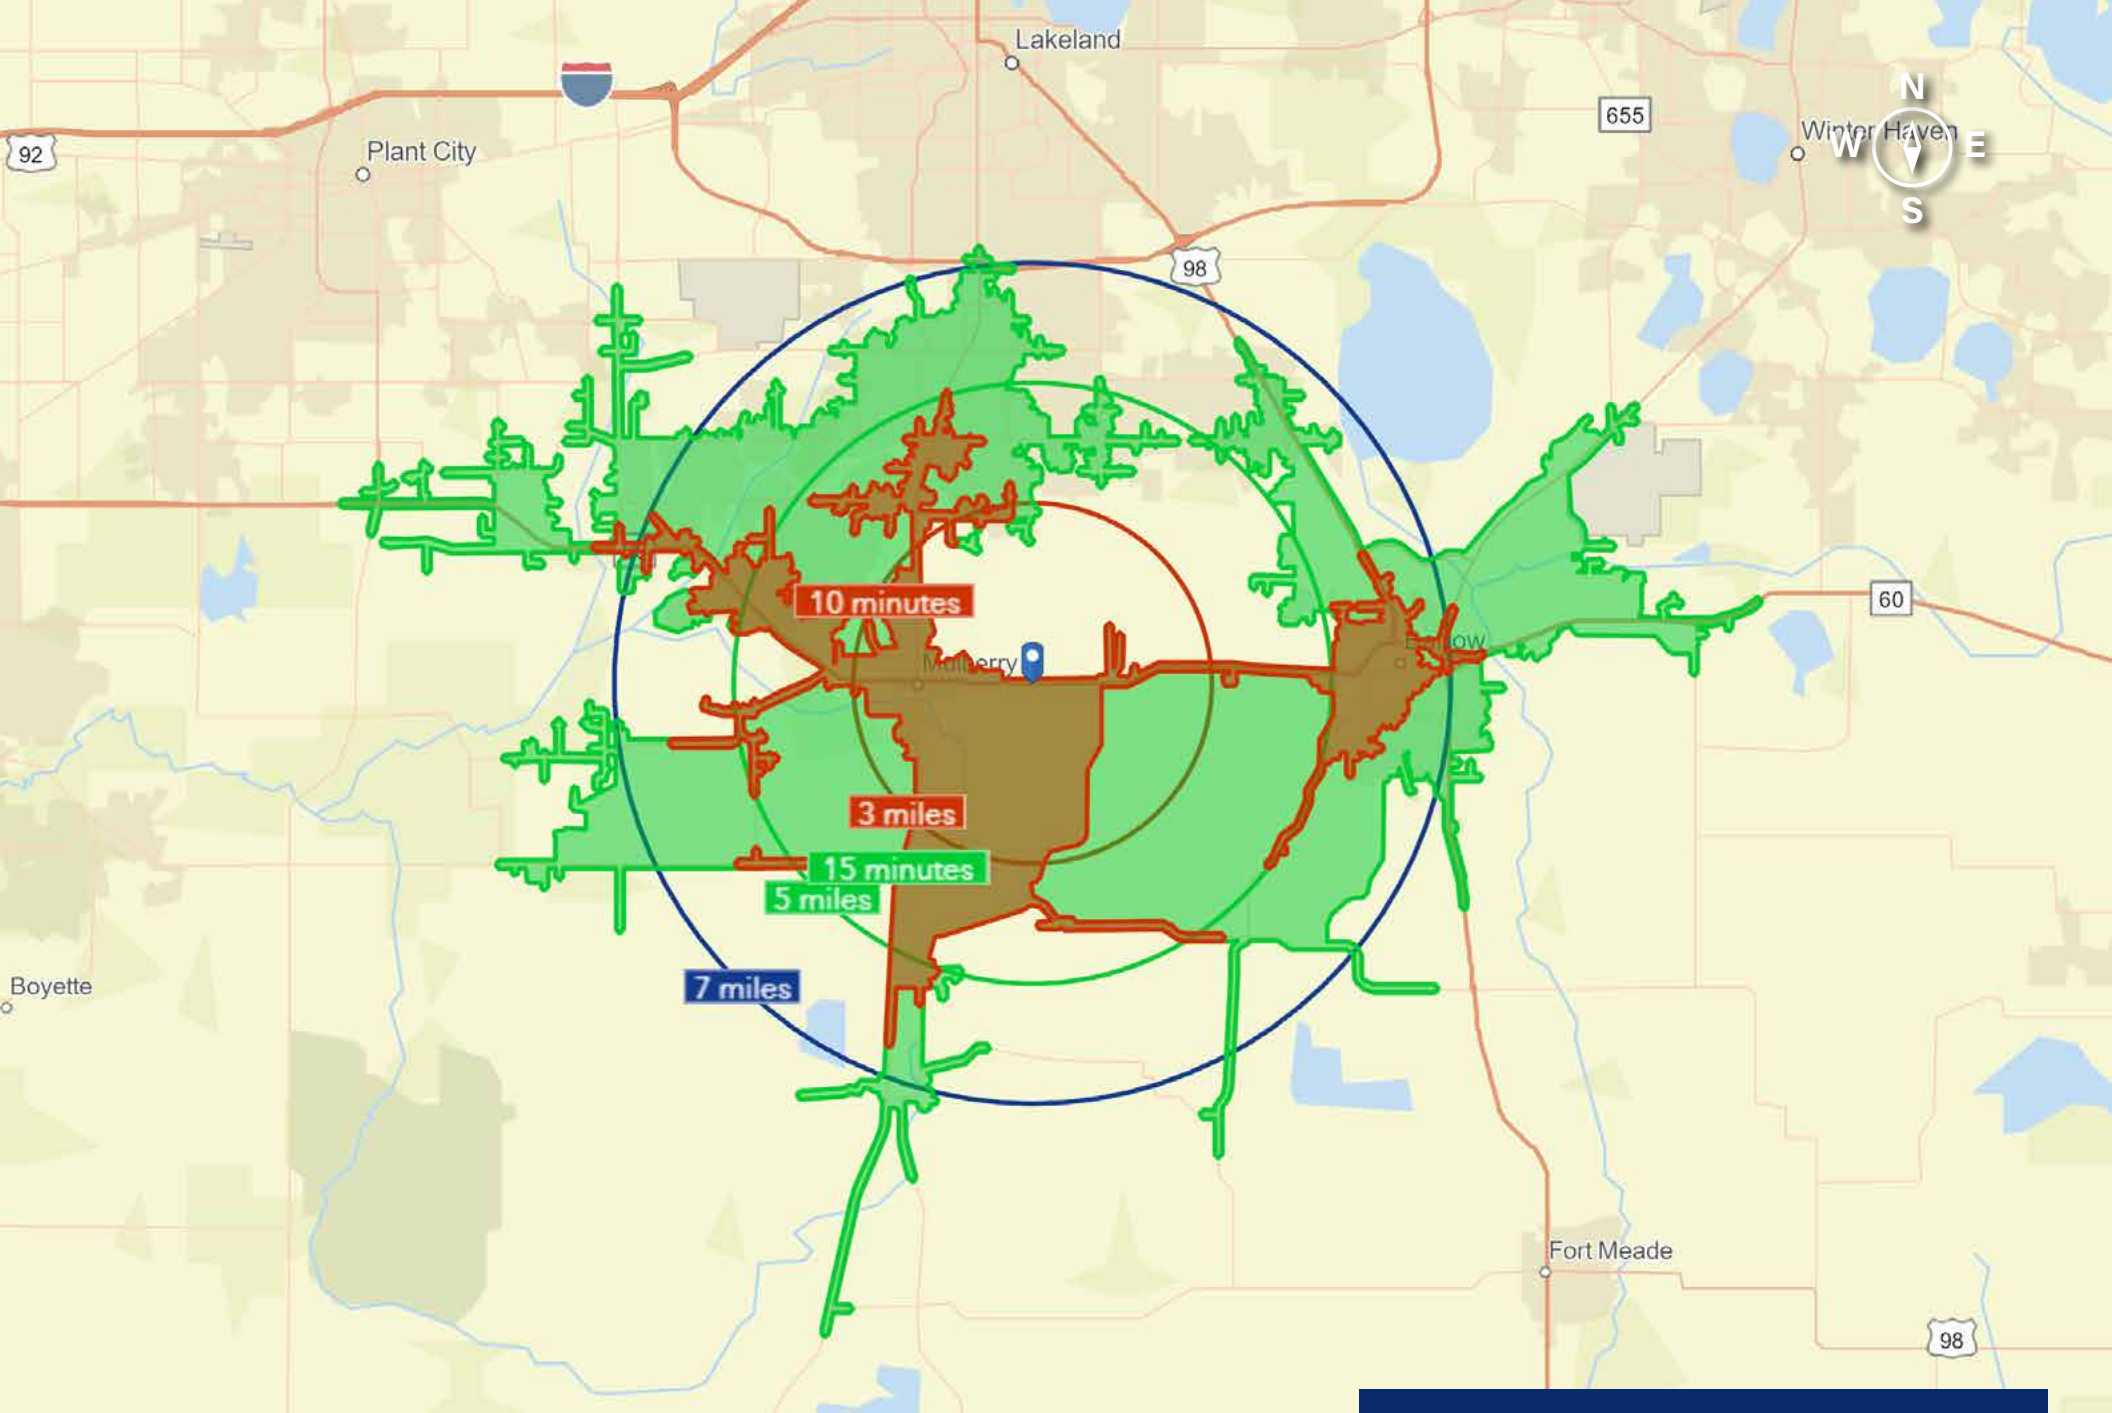 Lakeland
N
655
Winter Haven
W
E
92
Plant City
S
98
10 minutes
60
Bartow
Mulberry
3 miles
15 minutes
5 miles
7 miles
Boyette
Fort Meade
98